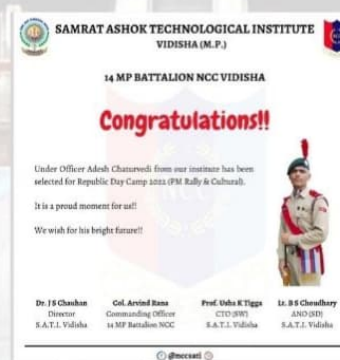 SAMRAT ASHOK TECHNOLOGICAL INSTITUTE
VIDISHA (M.P.)
14 MP BATTALION NCC VIDISHA
Congratulations!!
Under Officer Adesh Chaturvedi from our institute has been
selected for Republic Day Camp 2022 (PM Rally & Cultural).
It is a proud moment for us!!
We wish for his bright future!!
Dr. J S Chauhan
Director
S.A.T.I. Vidisha
Col. Arvind Rana
Commanding Officer
14 MP Battalion NCC
Prof. Usha K Tigga
CTO (SW)
S.A.T.I. Vidisha
Lt. B S Choudhary
ANO (SD)
S.A.T.I. Vidisha
@nccsati